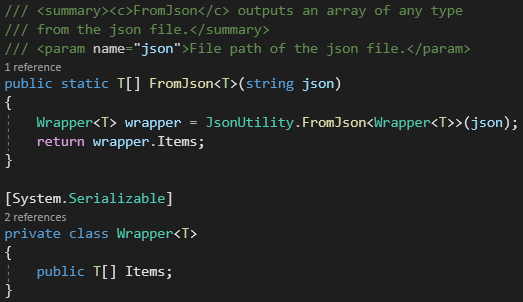 /// <summary><c>FromJson</c> outputs an array of any type
/// from the json file.</summary>
/// <param name="json">File path of the json file.</param>
1 reference
public static T[] FromJson<T>(string json)
{
Wrapper<T> wrapper = JsonUtility.FromJson<Wrapper<T>>(json);
return wrapper.Items;
}
[System.Serializable]
2 references
private class Wrapper<T>
{
public T[] Items;
}